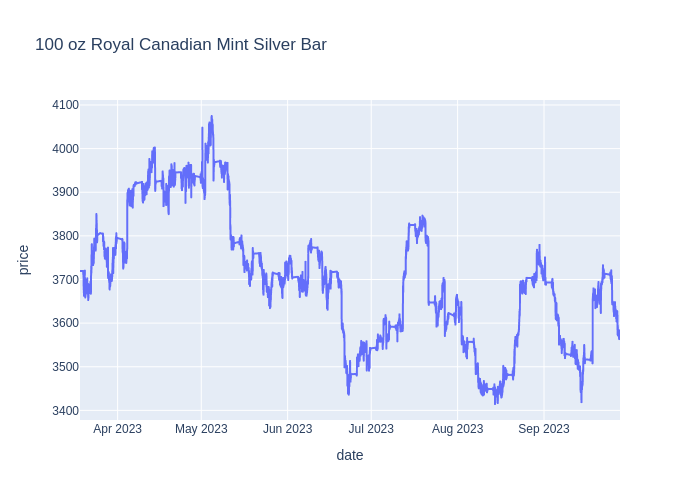 100 oz Royal Canadian Mint Silver Bar
4100
4000
3900
3800
3700
3600
3500
3400
price
Apr 2023
May 2023
Jun 2023
Jul 2023
Aug 2023
Sep 2023
date